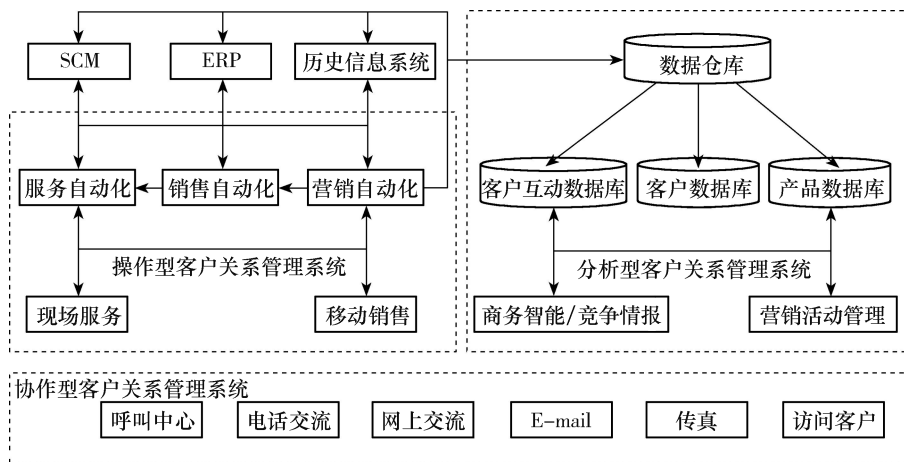 SCM
ERP
历史信息系统
数据仓库
服务自动化
销售自动化
营销自动化
客户互动数据库
客户数据库
产品数据库
操作型客户关系管理系统
分析型客户关系管理系统
现场服务
移动销售
商务智能/竞争情报
营销活动管理
协作型客户关系管理系统
呼叫中心
电话交流
网上交流
E-mail
传真
访问客户